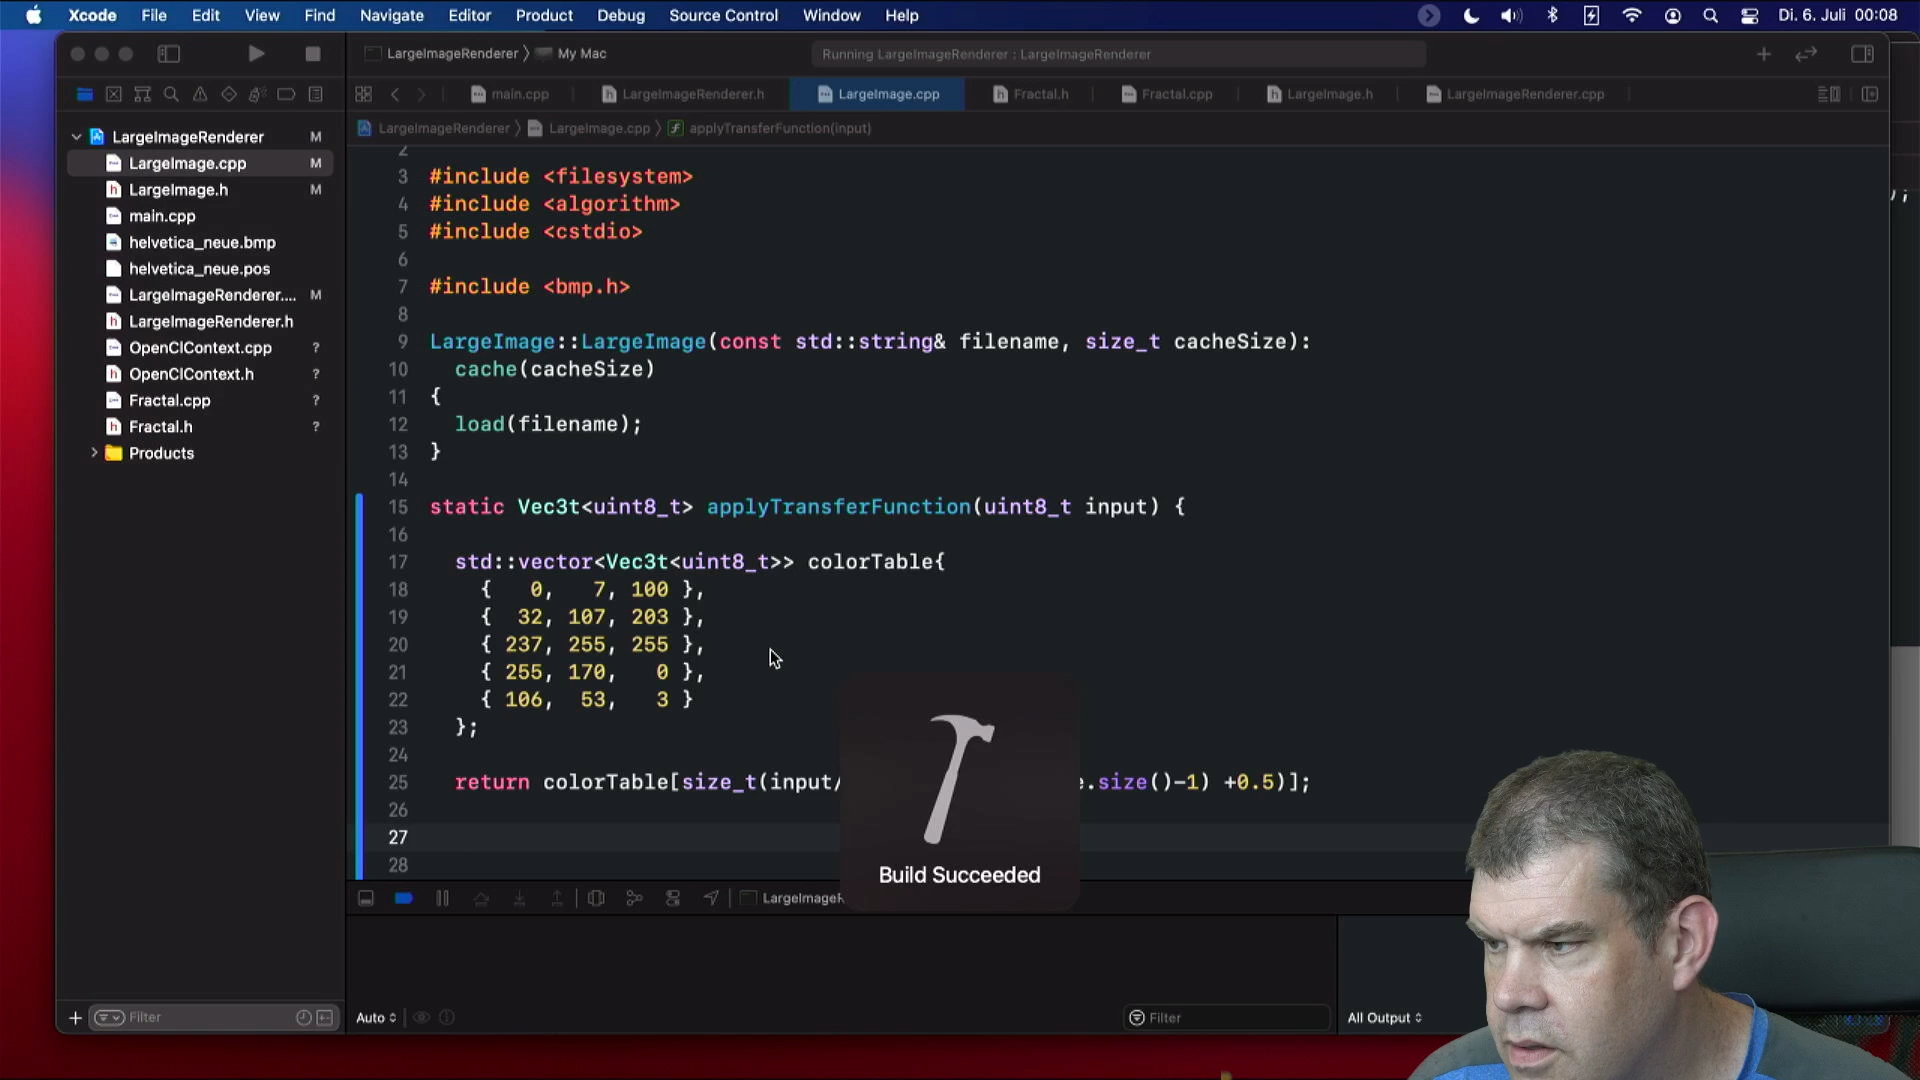 Xcode File Edit View Find Navigate Editor Product Debug Source Control Window Help Di. 6. Juli 00:08
LargeImageRenderer 〉 My Mac
Running LargeImageRenderer : LargeImageRenderer
main.cpp LargeImageRenderer.h LargeImage.cpp Fractal.h Fractal.cpp LargeImage.h LargeImageRenderer.cpp
LargeImageRenderer 〉 LargeImage.cpp 〉 applyTransferFunction(input)
LargeImageRenderer M
LargeImage.cpp M
LargeImage.h M
main.cpp
helvetica_neue.bmp
helvetica_neue.pos
LargeImageRenderer.... M
LargeImageRenderer.h
OpenClContext.cpp ?
OpenClContext.h ?
Fractal.cpp ?
Fractal.h ?
Products
2
3 #include <filesystem>
4 #include <algorithm>
5 #include <cstdio>
6
7 #include <bmp.h>
8
9 LargeImage::LargeImage(const std::string& filename, size_t cacheSize):
10 cache(cacheSize)
11 {
12 load(filename);
13 }
14
15 static Vec3t<uint8_t> applyTransferFunction(uint8_t input) {
16
17 std::vector<Vec3t<uint8_t>> colorTable{
18 { 0, 7, 100 },
19 { 32, 107, 203 },
20 { 237, 255, 255 },
21 { 255, 170, 0 },
22 { 106, 53, 3 }
23 };
24
25 return colorTable[size_t(input/ e.size()-1) +0.5)];
26
27
28
Build Succeeded
LargeImageR
Filter
Auto
Filter
All Output